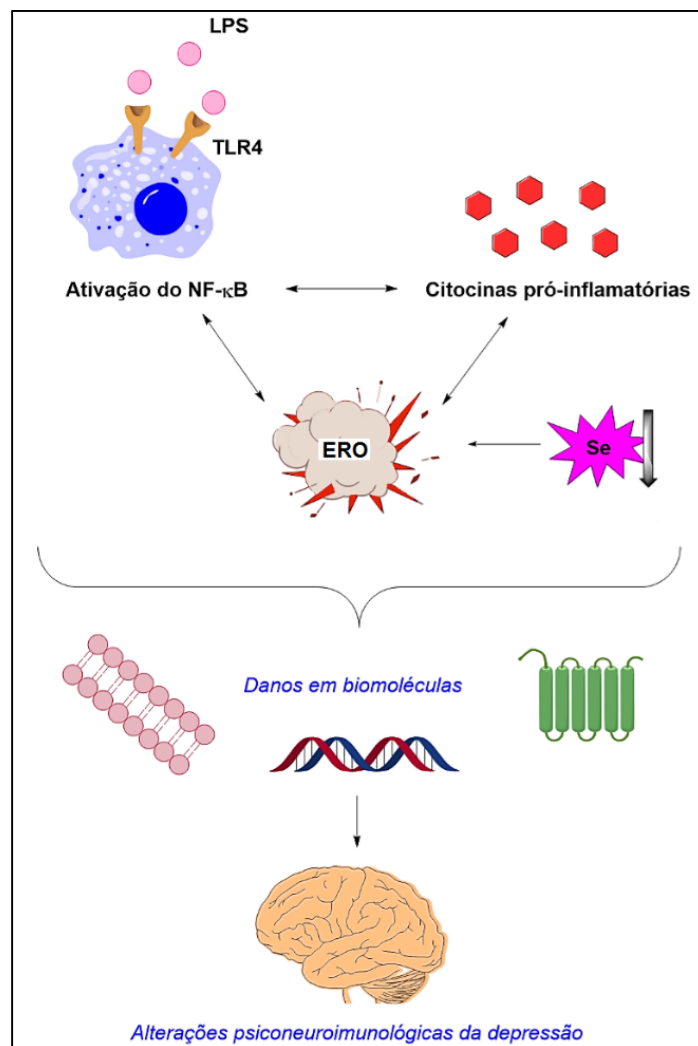 LPS
TLR4
Ativação do NF-κB
Citocinas pró-inflamatórias
ERO
Se
Danos em biomoléculas
Alterações psiconeuroimunológicas da depressão